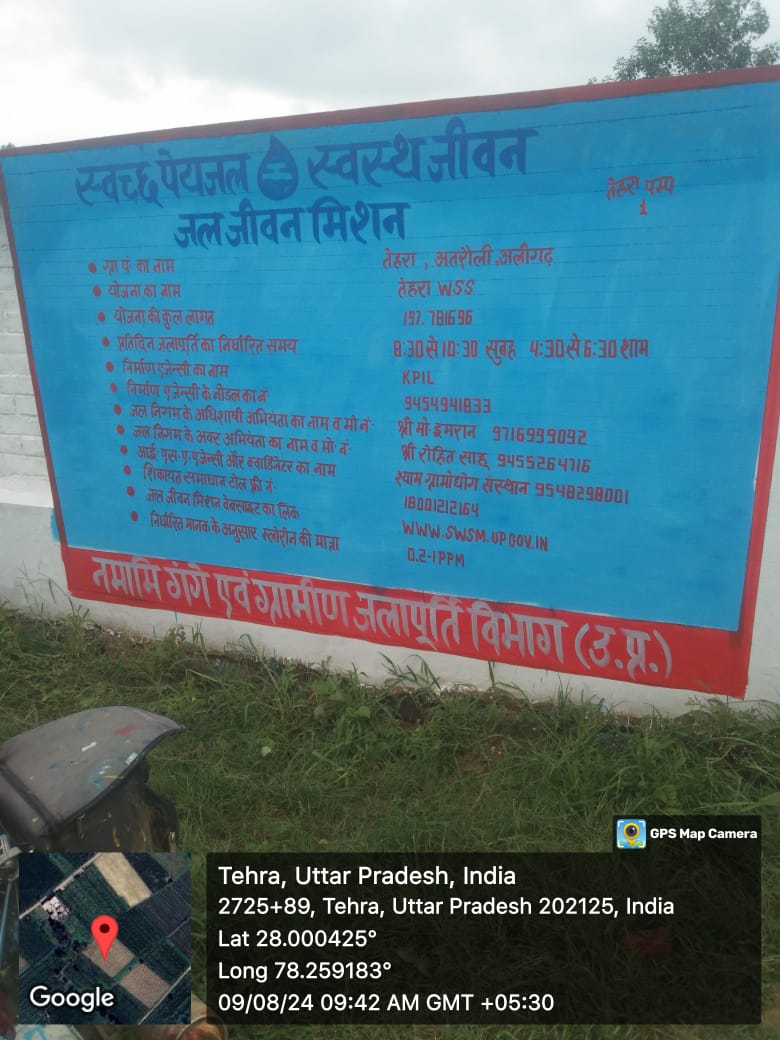 स्वच्छ पेयजल स्वस्थ जीवन
जल जीवन मिशन
तेहरा पम्प
1
• ग्रा पं. का नाम तेहरा , अतरौली ,अलीगढ़
• योजना का नाम तेहरा WSS
• योजना की कुल लागत 197.781696
• प्रतिदिन जलापूर्ति का निर्धारित समय 8:30 से 10:30 सुबह 4:30 से 6:30 शाम
• निर्माण एजेन्सी का नाम KPIL
• निर्माण एजेन्सी के नोडल का नं: 9454941833
• जल निगम के अधिशाषी अभियंता का नाम व मो नं: श्री मो इमरान 9716999092
• जल निगम के अवर अभियंता का नाम व मो: नं: श्री रोहित साहू 9455264716
• आई. एस. ए. एजेन्सी और क्वार्डिनेटर का नाम श्याम ग्रामोधोग संस्थान 9548298001
• शिकायत समाधान टोल फ्री नं: 18001212164
• जल जीवन मिशन वेबसाइट का लिंक WWW.SWSM.UPGOV.IN
• निर्धारित मानक के अनुसार क्लोरीन की मात्रा 0.2-1PPM
नमामि गंगे एवं ग्रामीण जलापूर्ति विभाग (उ.प्र.)
GPS Map Camera
Tehra, Uttar Pradesh, India
2725+89, Tehra, Uttar Pradesh 202125, India
Lat 28.000425°
Long 78.259183°
09/08/24 09:42 AM GMT +05:30
Google